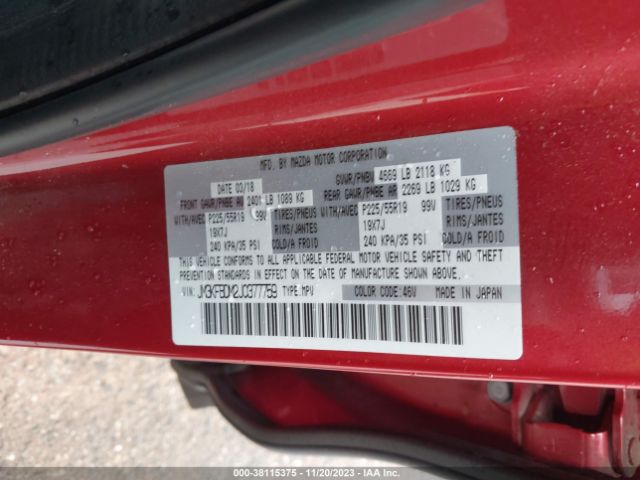 MFD. BY MAZDA MOTOR CORPORATION
DATE 03/18 GVWR/PNBV 4669 LB 2118 KG
FRONT GAWR/PNBE AR 2401 LB 1089 KG REAR GAWR/PNBE AR 2269 LB 1029 KG
WITH/AVEC P225/55R19 99V TIRES/PNEUS WITH/AVEC P225/55R19 99V TIRES/PNEUS
19X7J RIMS/JANTES 19X7J RIMS/JANTES
240 KPA/35 PSI COLD/A FROID 240 KPA/35 PSI COLD/A FROID
THIS VEHICLE CONFORMS TO ALL APPLICABLE FEDERAL MOTOR VEHICLE SAFETY AND THEFT
PREVENTION STANDARDS IN EFFECT ON THE DATE OF MANUFACTURE SHOWN ABOVE.
VIN: JM3KFBDM2J0377759 TYPE:MPV COLOR CODE:46V MADE IN JAPAN
000-38115375 - 11/20/2023 - IAA Inc.